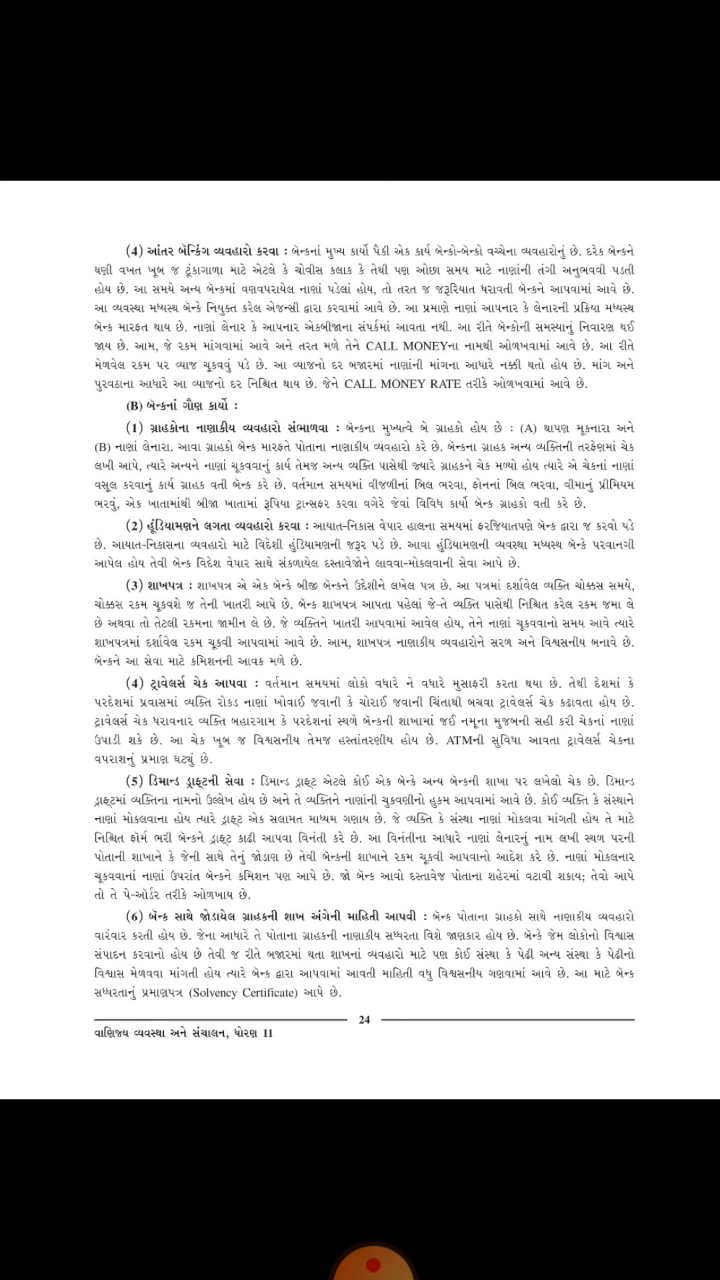 (4) આંતર બૅન્કિંગ વ્યવહારો કરવા : બૅન્કનાં મુખ્ય કાર્યો પૈકી એક કાર્ય બૅન્કો-બૅન્કો વચ્ચેના વ્યવહારોનું છે. દરેક બૅન્કને
ઘણી વખત ખૂબ જ ટૂંકાગાળા માટે એટલે કે ચોવીસ કલાક કે તેથી પણ ઓછા સમય માટે નાણાંની તંગી અનુભવવી પડતી
હોય છે. આ સમયે અન્ય બૅન્કમાં વણવપરાયેલ નાણાં પડેલાં હોય, તો તરત જ જરૂરિયાત ધરાવતી બૅન્કને આપવામાં આવે છે.
આ વ્યવસ્થા મધ્યસ્થ બૅન્કે નિયુક્ત કરેલ એજન્સી દ્વારા કરવામાં આવે છે. આ પ્રમાણે નાણાં આપનાર કે લેનારની પ્રક્રિયા મધ્યસ્થ
બૅન્ક મારફત થાય છે. નાણાં લેનાર કે આપનાર એકબીજાના સંપર્કમાં આવતા નથી. આ રીતે બૅન્કોની સમસ્યાનું નિવારણ થઈ
જાય છે. આમ, જે રકમ માંગવામાં આવે અને તરત મળે તેને CALL MONEYના નામથી ઓળખવામાં આવે છે. આ રીતે
મેળવેલ રકમ પર વ્યાજ ચૂકવવું પડે છે. આ વ્યાજનો દર બજારમાં નાણાંની માંગના આધારે નક્કી થતો હોય છે. માંગ અને
પુરવઠાના આધારે આ વ્યાજનો દર નિશ્ચિત થાય છે. જેને CALL MONEY RATE તરીકે ઓળખવામાં આવે છે.
(B) બૅન્કનાં ગૌણ કાર્યો :
(1) ગ્રાહકોના નાણાકીય વ્યવહારો સંભાળવા : બૅન્કના મુખ્યત્વે બે ગ્રાહકો હોય છે : (A) થાપણ મૂકનારા અને
(B) નાણાં લેનારા. આવા ગ્રાહકો બૅન્ક મારફતે પોતાના નાણાકીય વ્યવહારો કરે છે. બૅન્કના ગ્રાહક અન્ય વ્યક્તિની તરફેણમાં ચેક
લખી આપે, ત્યારે અન્યને નાણાં ચૂકવવાનું કાર્ય તેમજ અન્ય વ્યક્તિ પાસેથી જ્યારે ગ્રાહકને ચેક મળ્યો હોય ત્યારે એ ચેકનાં નાણાં
વસૂલ કરવાનું કાર્ય ગ્રાહક વતી બૅન્ક કરે છે. વર્તમાન સમયમાં વીજળીનાં બિલ ભરવા, ફોનનાં બિલ ભરવા, વીમાનું પ્રીમિયમ
ભરવું, એક ખાતામાંથી બીજા ખાતામાં રૂપિયા ટ્રાન્સફર કરવા વગેરે જેવાં વિવિધ કાર્યો બૅન્ક ગ્રાહકો વતી કરે છે.
(2) હૂંડિયામણને લગતા વ્યવહારો કરવા : આયાત-નિકાસ વેપાર હાલના સમયમાં ફરજિયાતપણે બૅન્ક દ્વારા જ કરવો પડે
છે. આયાત-નિકાસના વ્યવહારો માટે વિદેશી હુંડિયામણની જરૂર પડે છે. આવા હુંડિયામણની વ્યવસ્થા મધ્યસ્થ બૅન્કે પરવાનગી
આપેલ હોય તેવી બૅન્ક વિદેશ વેપાર સાથે સંકળાયેલ દસ્તાવેજોને લાવવા-મોકલવાની સેવા આપે છે.
(3) શાખપત્ર : શાખપત્ર એ એક બૅન્કે બીજી બૅન્કને ઉદ્દેશીને લખેલ પત્ર છે. આ પત્રમાં દર્શાવેલ વ્યક્તિ ચોક્કસ સમયે,
ચોક્કસ રકમ ચૂકવશે જ તેની ખાતરી આપે છે. બૅન્ક શાખપત્ર આપતા પહેલાં જે-તે વ્યક્તિ પાસેથી નિશ્ચિત કરેલ રકમ જમા લે
છે અથવા તો તેટલી રકમના જામીન લે છે. જે વ્યક્તિને ખાતરી આપવામાં આવેલ હોય, તેને નાણાં ચૂકવવાનો સમય આવે ત્યારે
શાખપત્રમાં દર્શાવેલ રકમ ચૂકવી આપવામાં આવે છે. આમ, શાખપત્ર નાણાકીય વ્યવહારોને સરળ અને વિશ્વસનીય બનાવે છે.
બૅન્કને આ સેવા માટે કમિશનની આવક મળે છે.
(4) ટ્રાવેલર્સ ચેક આપવા : વર્તમાન સમયમાં લોકો વધારે ને વધારે મુસાફરી કરતા થયા છે. તેથી દેશમાં કે
પરદેશમાં પ્રવાસમાં વ્યક્તિ રોકડ નાણાં ખોવાઈ જવાની કે ચોરાઈ જવાની ચિંતાથી બચવા ટ્રાવેલર્સ ચેક કઢાવતા હોય છે.
ટ્રાવેલર્સ ચેક ધરાવનાર વ્યક્તિ બહારગામ કે પરદેશનાં સ્થળે બૅન્કની શાખામાં જઈ નમૂના મુજબની સહી કરી ચેકનાં નાણાં
ઉપાડી શકે છે. આ ચેક ખૂબ જ વિશ્વસનીય તેમજ હસ્તાંતરણીય હોય છે. ATMની સુવિધા આવતા ટ્રાવેલર્સ ચેકના
વપરાશનું પ્રમાણ ઘટ્યું છે.
(5) ડિમાન્ડ ડ્રાફ્ટની સેવા : ડિમાન્ડ ડ્રાફ્ટ એટલે કોઈ એક બૅન્કે અન્ય બૅન્કની શાખા પર લખેલો ચેક છે. ડિમાન્ડ
ડ્રાફ્ટમાં વ્યક્તિના નામનો ઉલ્લેખ હોય છે અને તે વ્યક્તિને નાણાંની ચુકવણીનો હુકમ આપવામાં આવે છે. કોઈ વ્યક્તિ કે સંસ્થાને
નાણાં મોકલવાના હોય ત્યારે ડ્રાફ્ટ એક સલામત માધ્યમ ગણાય છે. જે વ્યક્તિ કે સંસ્થા નાણાં મોકલવા માંગતી હોય તે માટે
નિશ્ચિત ફૉર્મ ભરી બૅન્કને ડ્રાફ્ટ કાઢી આપવા વિનંતી કરે છે. આ વિનંતીના આધારે નાણાં લેનારનું નામ લખી સ્થળ પરની
પોતાની શાખાને કે જેની સાથે તેનું જોડાણ છે તેવી બૅન્કની શાખાને રકમ ચૂકવી આપવાનો આદેશ કરે છે. નાણાં મોકલનાર
ચૂકવવાનાં નાણાં ઉપરાંત બૅન્કને કમિશન પણ આપે છે. જો બૅન્ક આવો દસ્તાવેજ પોતાના શહેરમાં વટાવી શકાય; તેવો આપે
તો તે પે-ઑર્ડર તરીકે ઓળખાય છે.
(6) બૅન્ક સાથે જોડાયેલ ગ્રાહકની શાખ અંગેની માહિતી આપવી : બૅન્ક પોતાના ગ્રાહકો સાથે નાણાકીય વ્યવહારો
વારંવાર કરતી હોય છે. જેના આધારે તે પોતાના ગ્રાહકની નાણાકીય સધ્ધરતા વિશે જાણકાર હોય છે. બૅન્કે જેમ લોકોનો વિશ્વાસ
સંપાદન કરવાનો હોય છે તેવી જ રીતે બજારમાં થતા શાખનાં વ્યવહારો માટે પણ કોઈ સંસ્થા કે પેઢી અન્ય સંસ્થા કે પેઢીનો
વિશ્વાસ મેળવવા માંગતી હોય ત્યારે બૅન્ક દ્વારા આપવામાં આવતી માહિતી વધુ વિશ્વસનીય ગણવામાં આવે છે. આ માટે બૅન્ક
સધ્ધરતાનું પ્રમાણપત્ર (Solvency Certificate) આપે છે.
24
વાણિજ્ય વ્યવસ્થા અને સંચાલન, ધોરણ 11